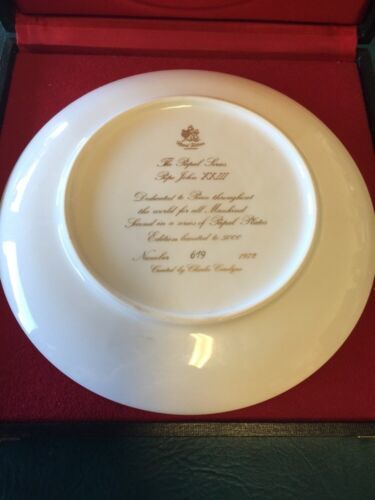 The Papal Series
Pope John XXIII
Dedicated to Peace throughout
the world for all Mankind
Second in a series of Papal Plates
Edition limited to 5000
Number 619 1972
Created by Charles